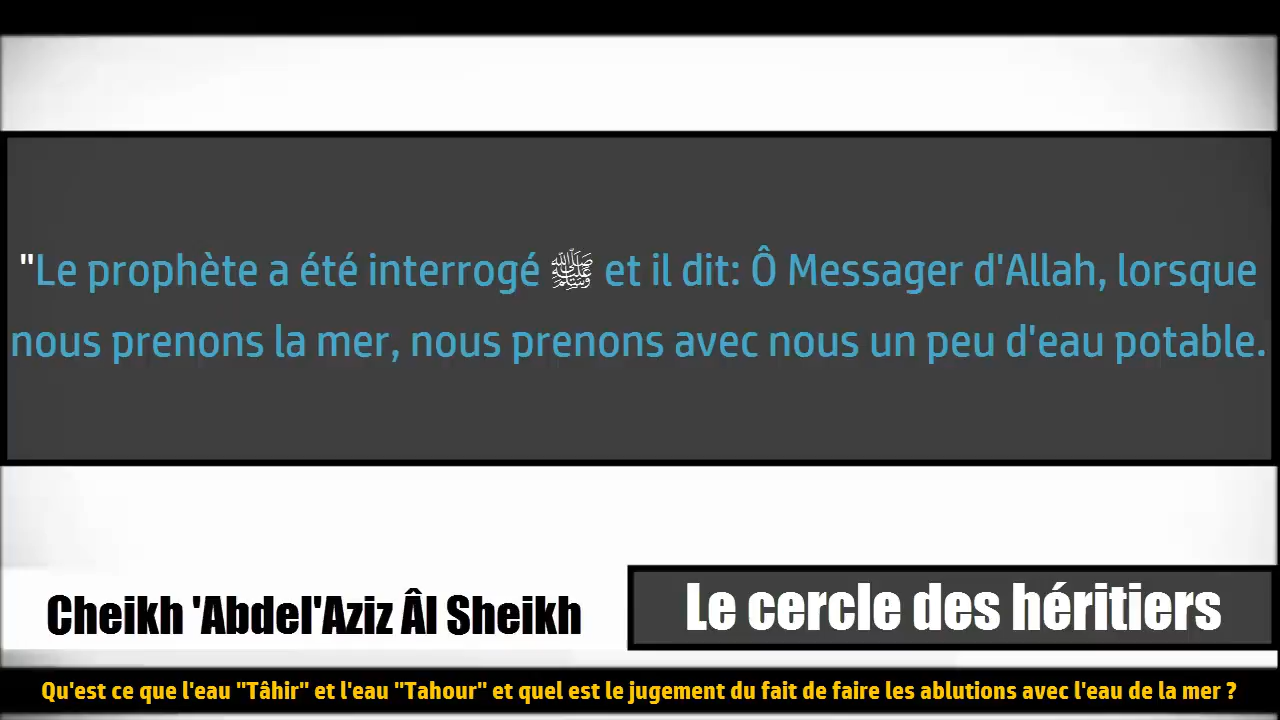 "Le prophète a été interrogé ﷺ et il dit: Ô Messager d'Allah, lorsque
nous prenons la mer, nous prenons avec nous un peu d'eau potable.
Cheikh 'Abdel'Aziz Âl Sheikh
Le cercle des héritiers
Qu'est ce que l'eau "Tâhir" et l'eau "Tahour" et quel est le jugement du fait de faire les ablutions avec l'eau de la mer ?